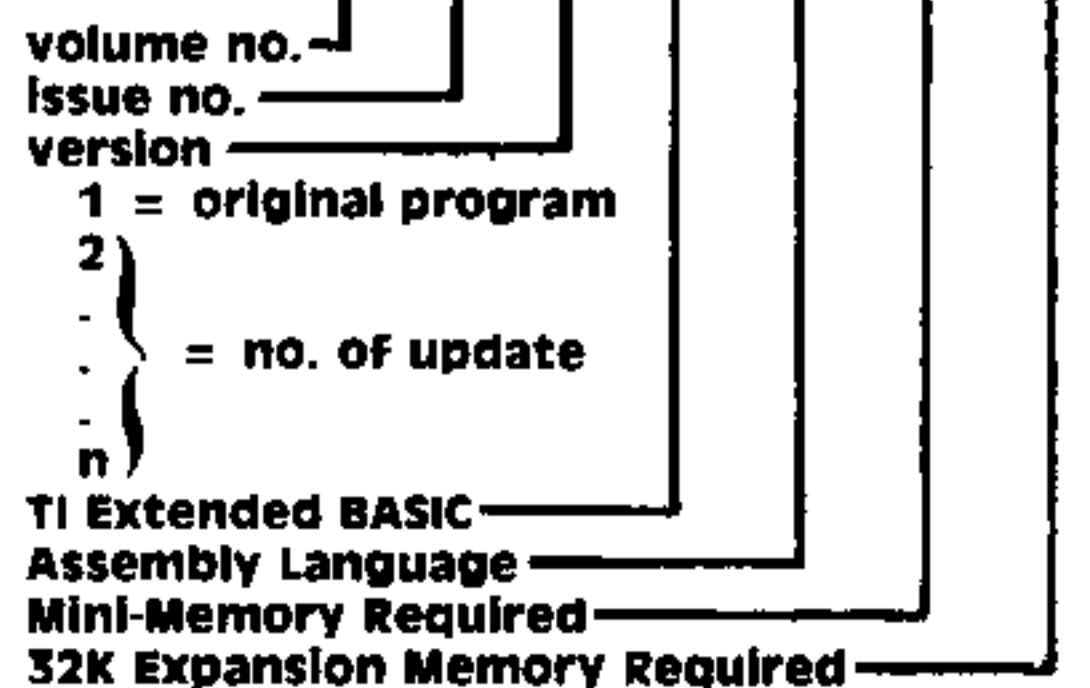 volume no.
issue no.
version
1 = original program
2
.
. = no. of update
.
n
TI Extended BASIC
Assembly Language
Mini-Memory Required
32K Expansion Memory Required